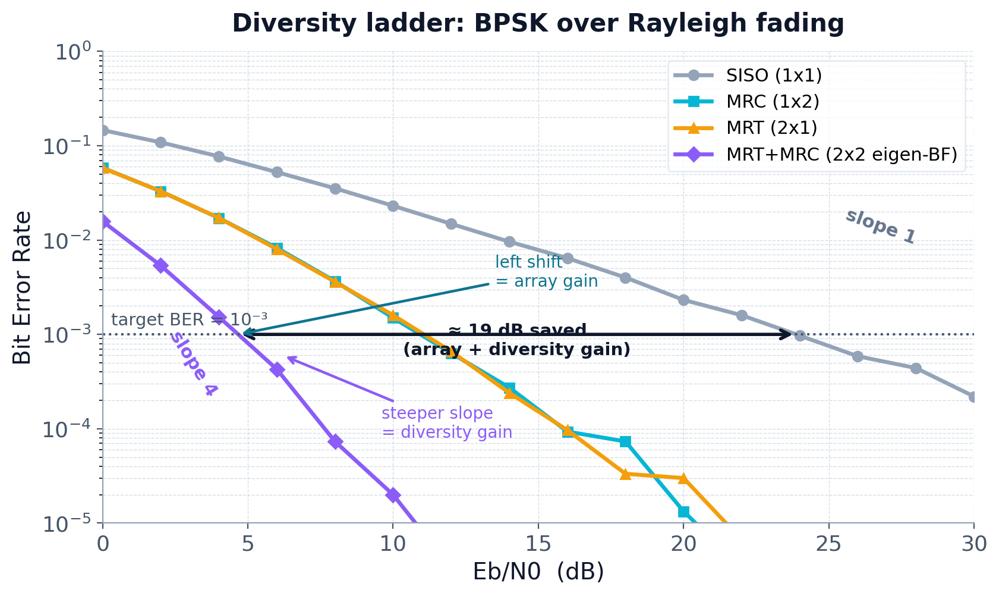 Diversity ladder: BPSK over Rayleigh fading
10⁰
10⁻¹
10⁻²
10⁻³
10⁻⁴
10⁻⁵
Bit Error Rate
SISO (1x1)
MRC (1x2)
MRT (2x1)
MRT+MRC (2x2 eigen-BF)
slope 1
left shift
= array gain
target BER = 10⁻³
≈ 19 dB saved
(array + diversity gain)
slope 4
steeper slope
= diversity gain
0 5 10 15 20 25 30
Eb/N0 (dB)